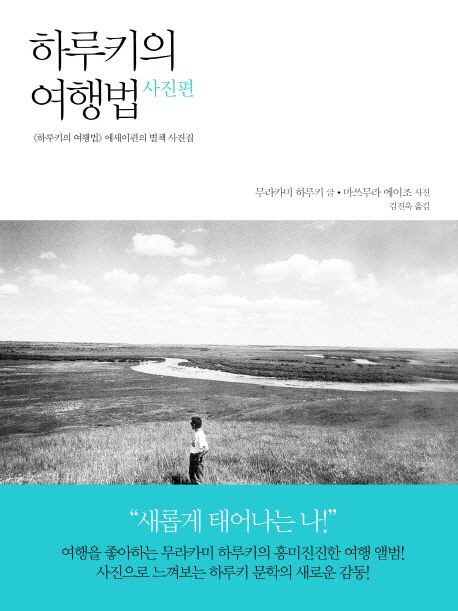 하루키의
여행법 사진편
《하루키의 여행법》 에세이편의 별책 사진집
무라카미 하루키 글 • 마쓰무라 에이조 사진
김진욱 옮김
“새롭게 태어나는 나!”
여행을 좋아하는 무라카미 하루키의 흥미진진한 여행 앨범!
사진으로 느껴보는 하루키 문학의 새로운 감동!